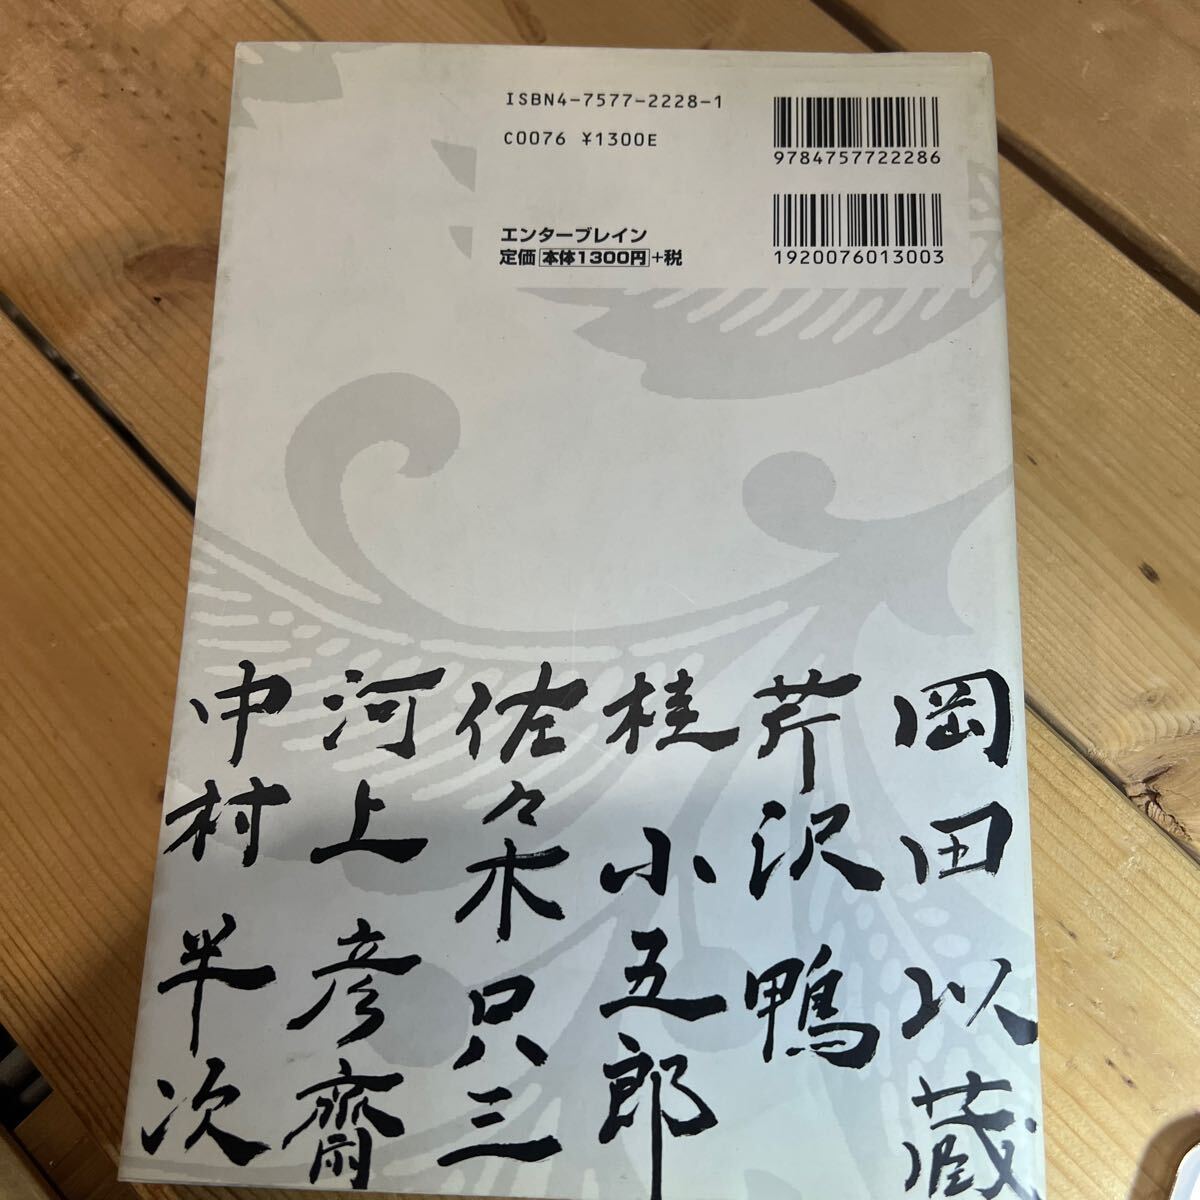 ISBN4-7577-2228-1
C0076 ¥1300E
9784757722286
エンターブレイン
定価 本体1300円 +税
1920076013003
岡田以蔵
芹沢鴨
桂小五郎
佐々木只三
河上彦齋
中村半次